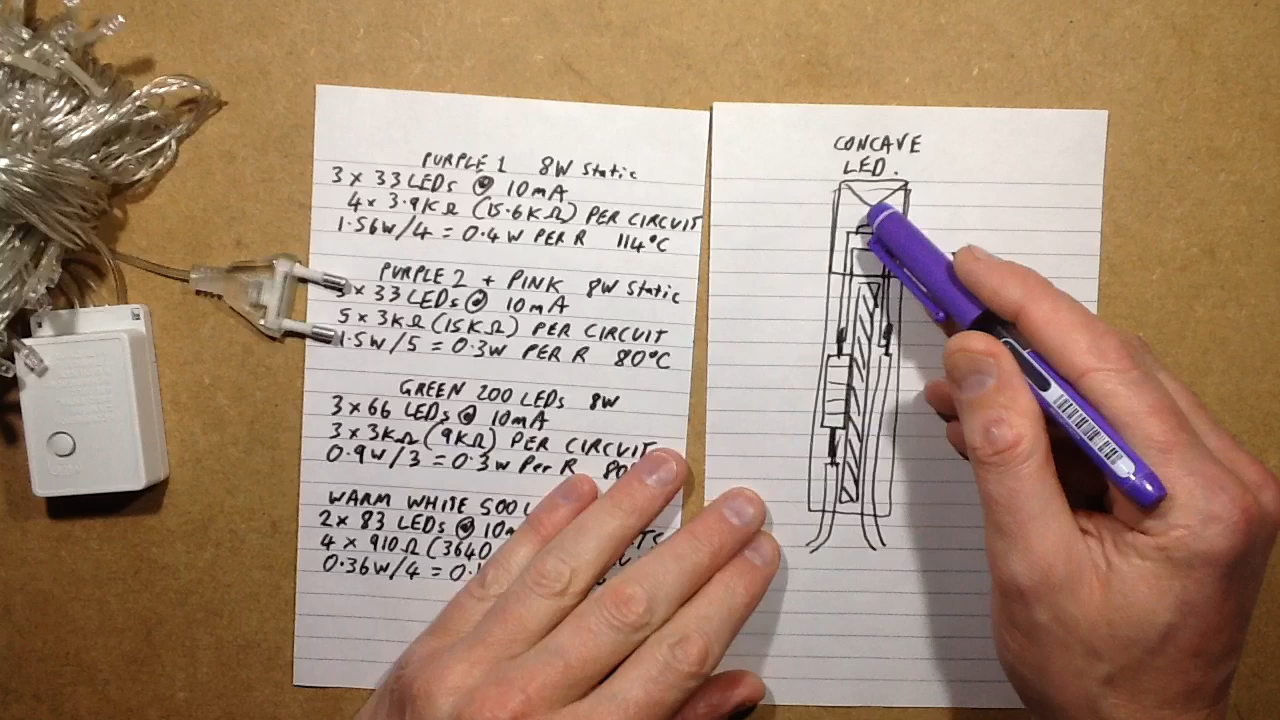 PURPLE 1 8W Static
3 x 33 LEDs @ 10mA
4 x 3.9KΩ (15.6KΩ) PER CIRCUIT
1.56W/4 = 0.4W PER R 114°C
PURPLE 2 + PINK 8W Static
3 x 33 LEDs @ 10mA
5 x 3KΩ (15KΩ) PER CIRCUIT
1.5W/5 = 0.3W PER R 80°C
GREEN 200 LEDs 8W
3 x 66 LEDs @ 10mA
3 x 3KΩ (9KΩ) PER CIRCUIT
0.9W/3 = 0.3W Per R 80
WARM WHITE 500 L
2 x 83 LEDs @ 10m
4 x 910Ω (3640
0.36W/4 = 0.
CONCAVE
LED.